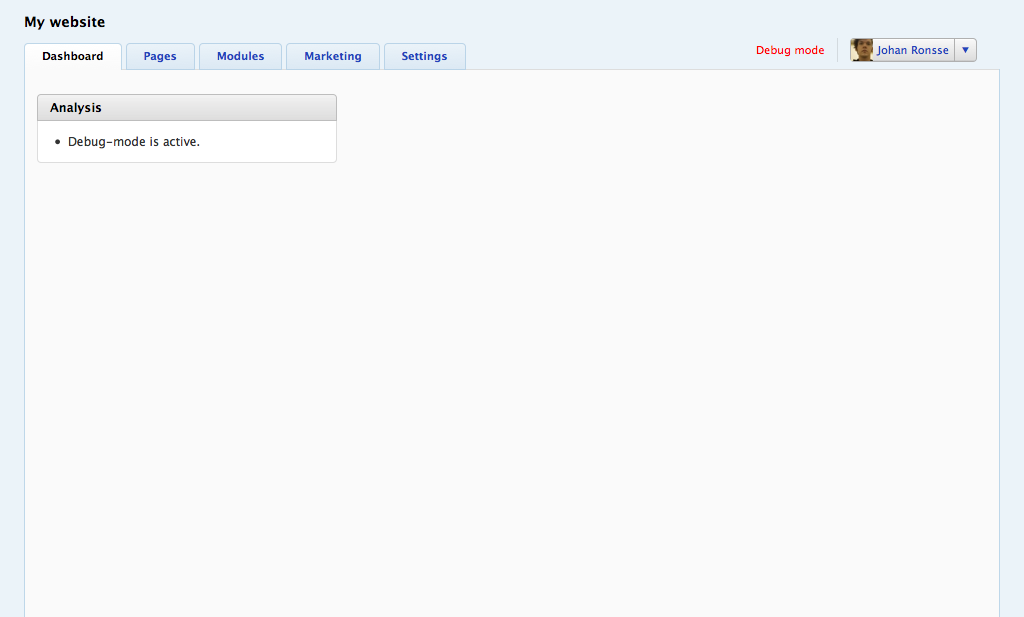 My website
Dashboard Pages Modules Marketing Settings Debug mode Johan Ronsse ▼
Analysis
• Debug-mode is active.